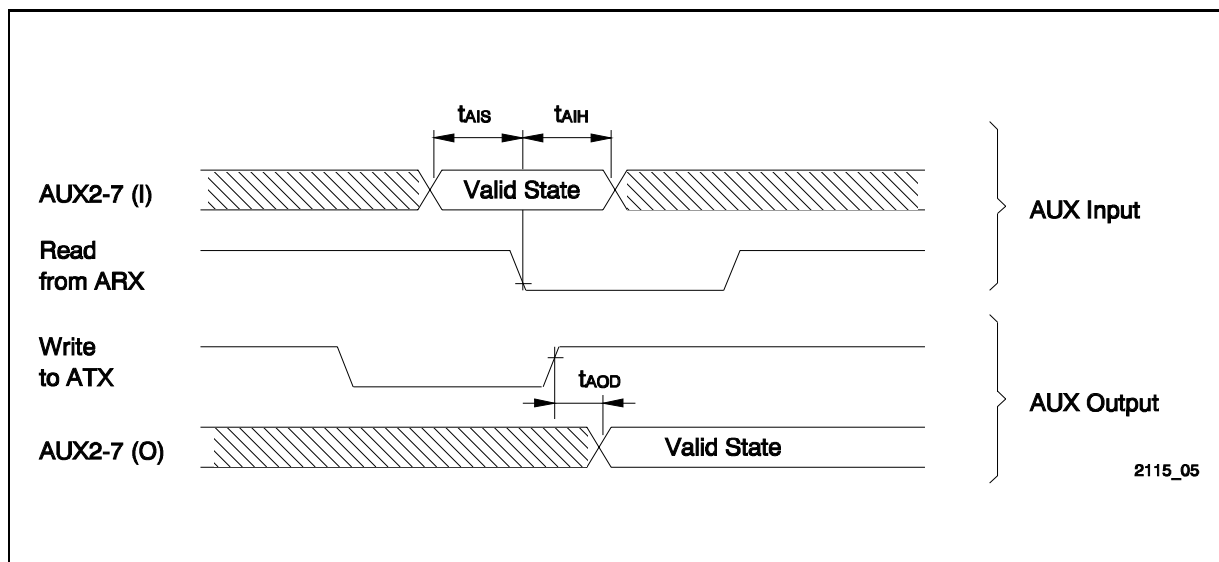 tAIS
tAIH
AUX2-7 (I)
Valid State
AUX Input
Read
from ARX
Write
to ATX
tAOD
AUX Output
AUX2-7 (O)
Valid State
2115_05